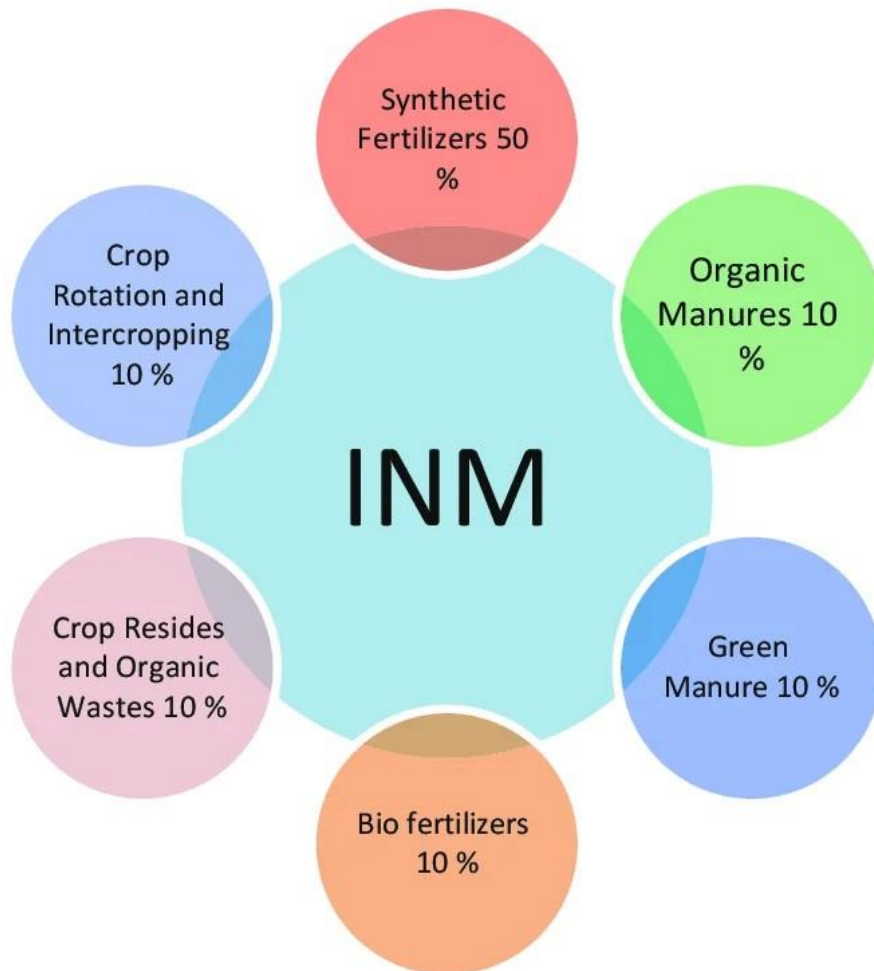 Synthetic
Fertilizers 50
%
Organic
Manures 10
%
Green
Manure 10 %
Bio fertilizers
10 %
Crop Resides
and Organic
Wastes 10 %
Crop
Rotation and
Intercropping
10 %
INM